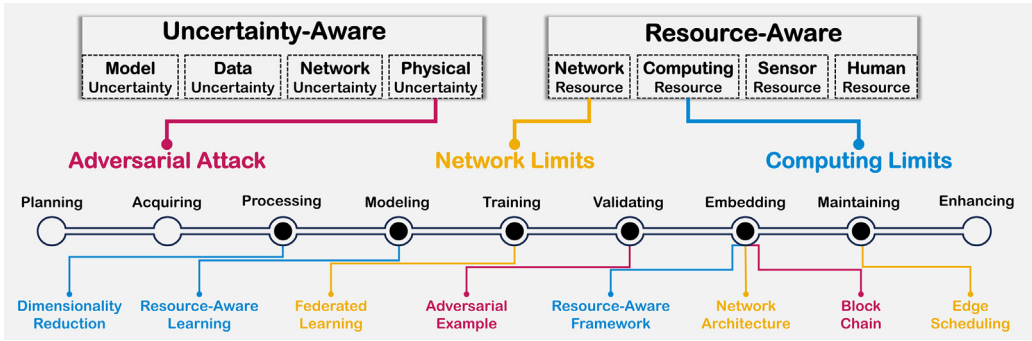 Uncertainty-Aware
Resource-Aware
Model
Uncertainty
Data
Uncertainty
Network
Uncertainty
Physical
Uncertainty
Network
Resource
Computing
Resource
Sensor
Resource
Human
Resource
Adversarial Attack
Network Limits
Computing Limits
Planning
Acquiring
Processing
Modeling
Training
Validating
Embedding
Maintaining
Enhancing
Dimensionality
Reduction
Resource-Aware
Learning
Federated
Learning
Adversarial
Example
Resource-Aware
Framework
Network
Architecture
Block
Chain
Edge
Scheduling